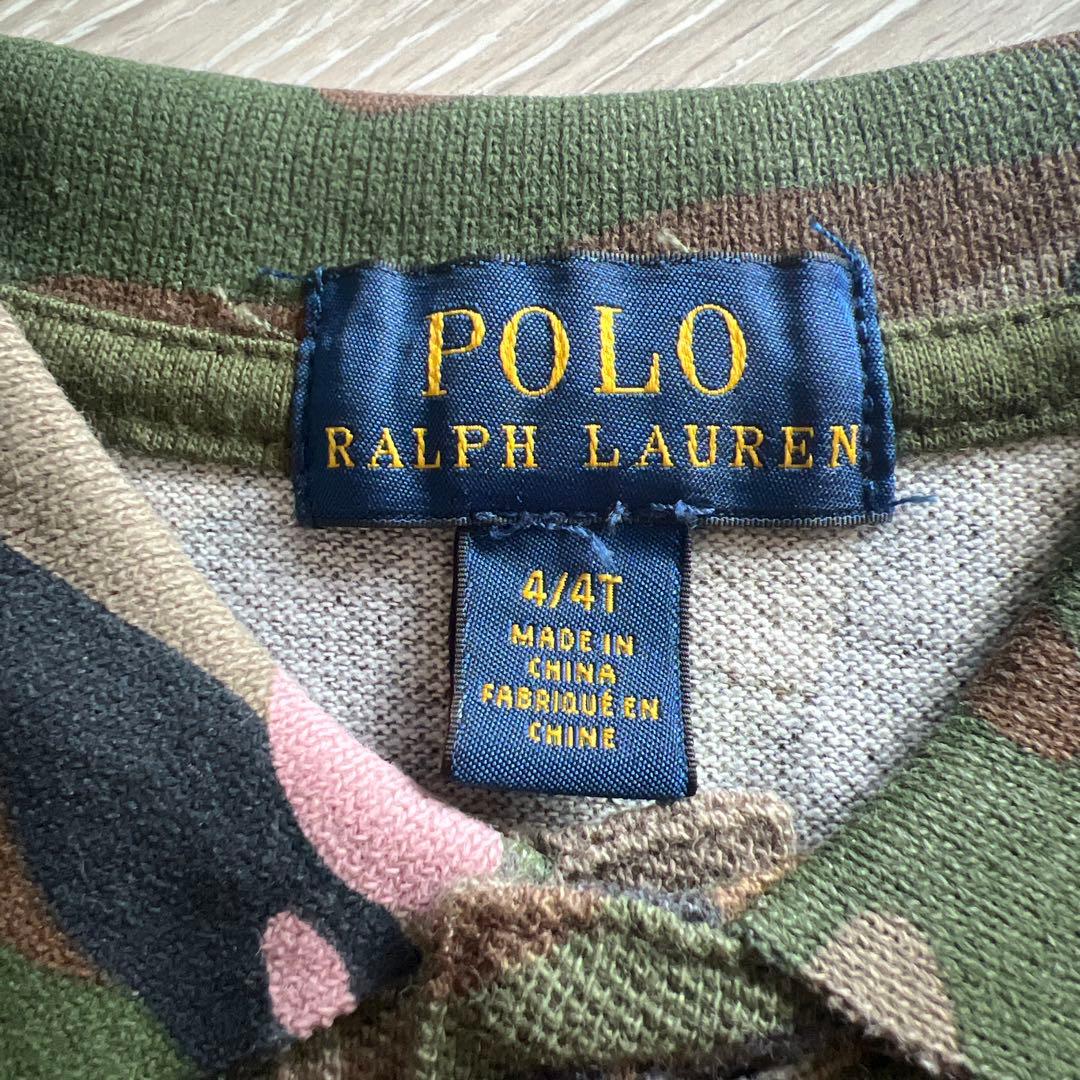 POLO
RALPH LAUREN
4/4T
MADE IN
CHINA
FABRIQUÉ EN
CHINE